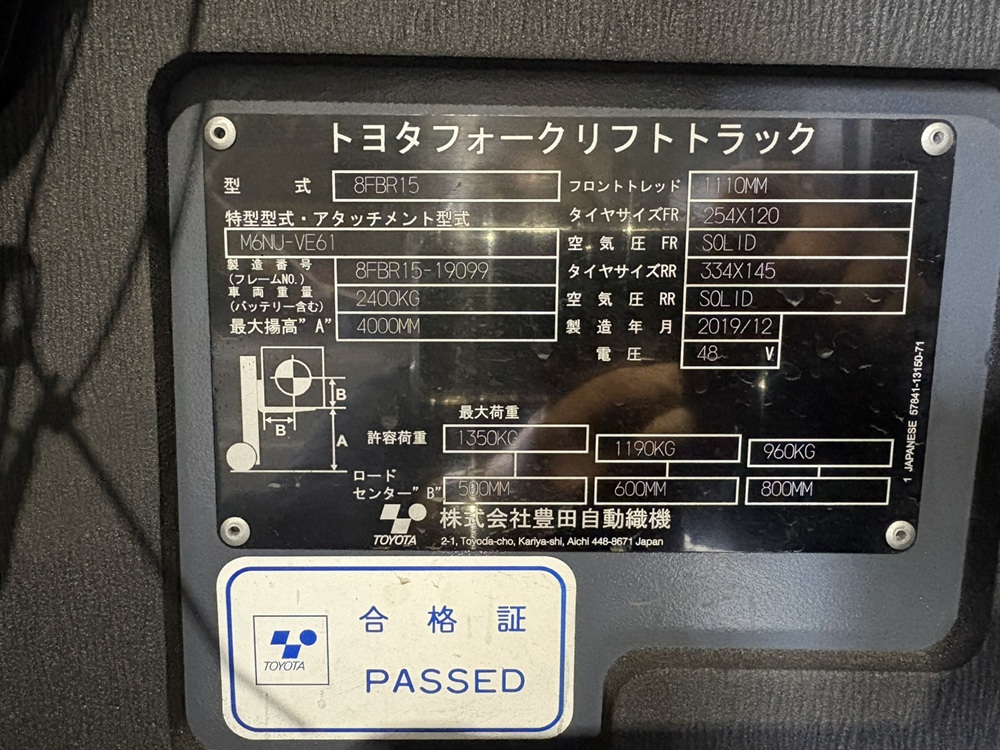 トヨタフォークリフトトラック
型 式 8FBR15
特型型式・アタッチメント型式
M6NU-VE61
製造番号 (フレームNO.) 8FBR15-19099
車両重量 (バッテリー含む) 2400KG
最大揚高"A" 4000MM
フロントトレッド 1110MM
タイヤサイズFR 254X120
空気圧 FR SOLID
タイヤサイズRR 334X145
空気圧 RR SOLID
製造年月 2019/12
電圧 48 V
B
B
A
最大荷重
許容荷重 1350KG 1190KG 960KG
ロード
センター"B" 500MM 600MM 800MM
TOYOTA 株式会社豊田自動織機
2-1, Toyoda-cho, Kariya-shi, Aichi 448-8671 Japan
1 JAPANESE 57841-13150-71
合格証
TOYOTA
PASSED